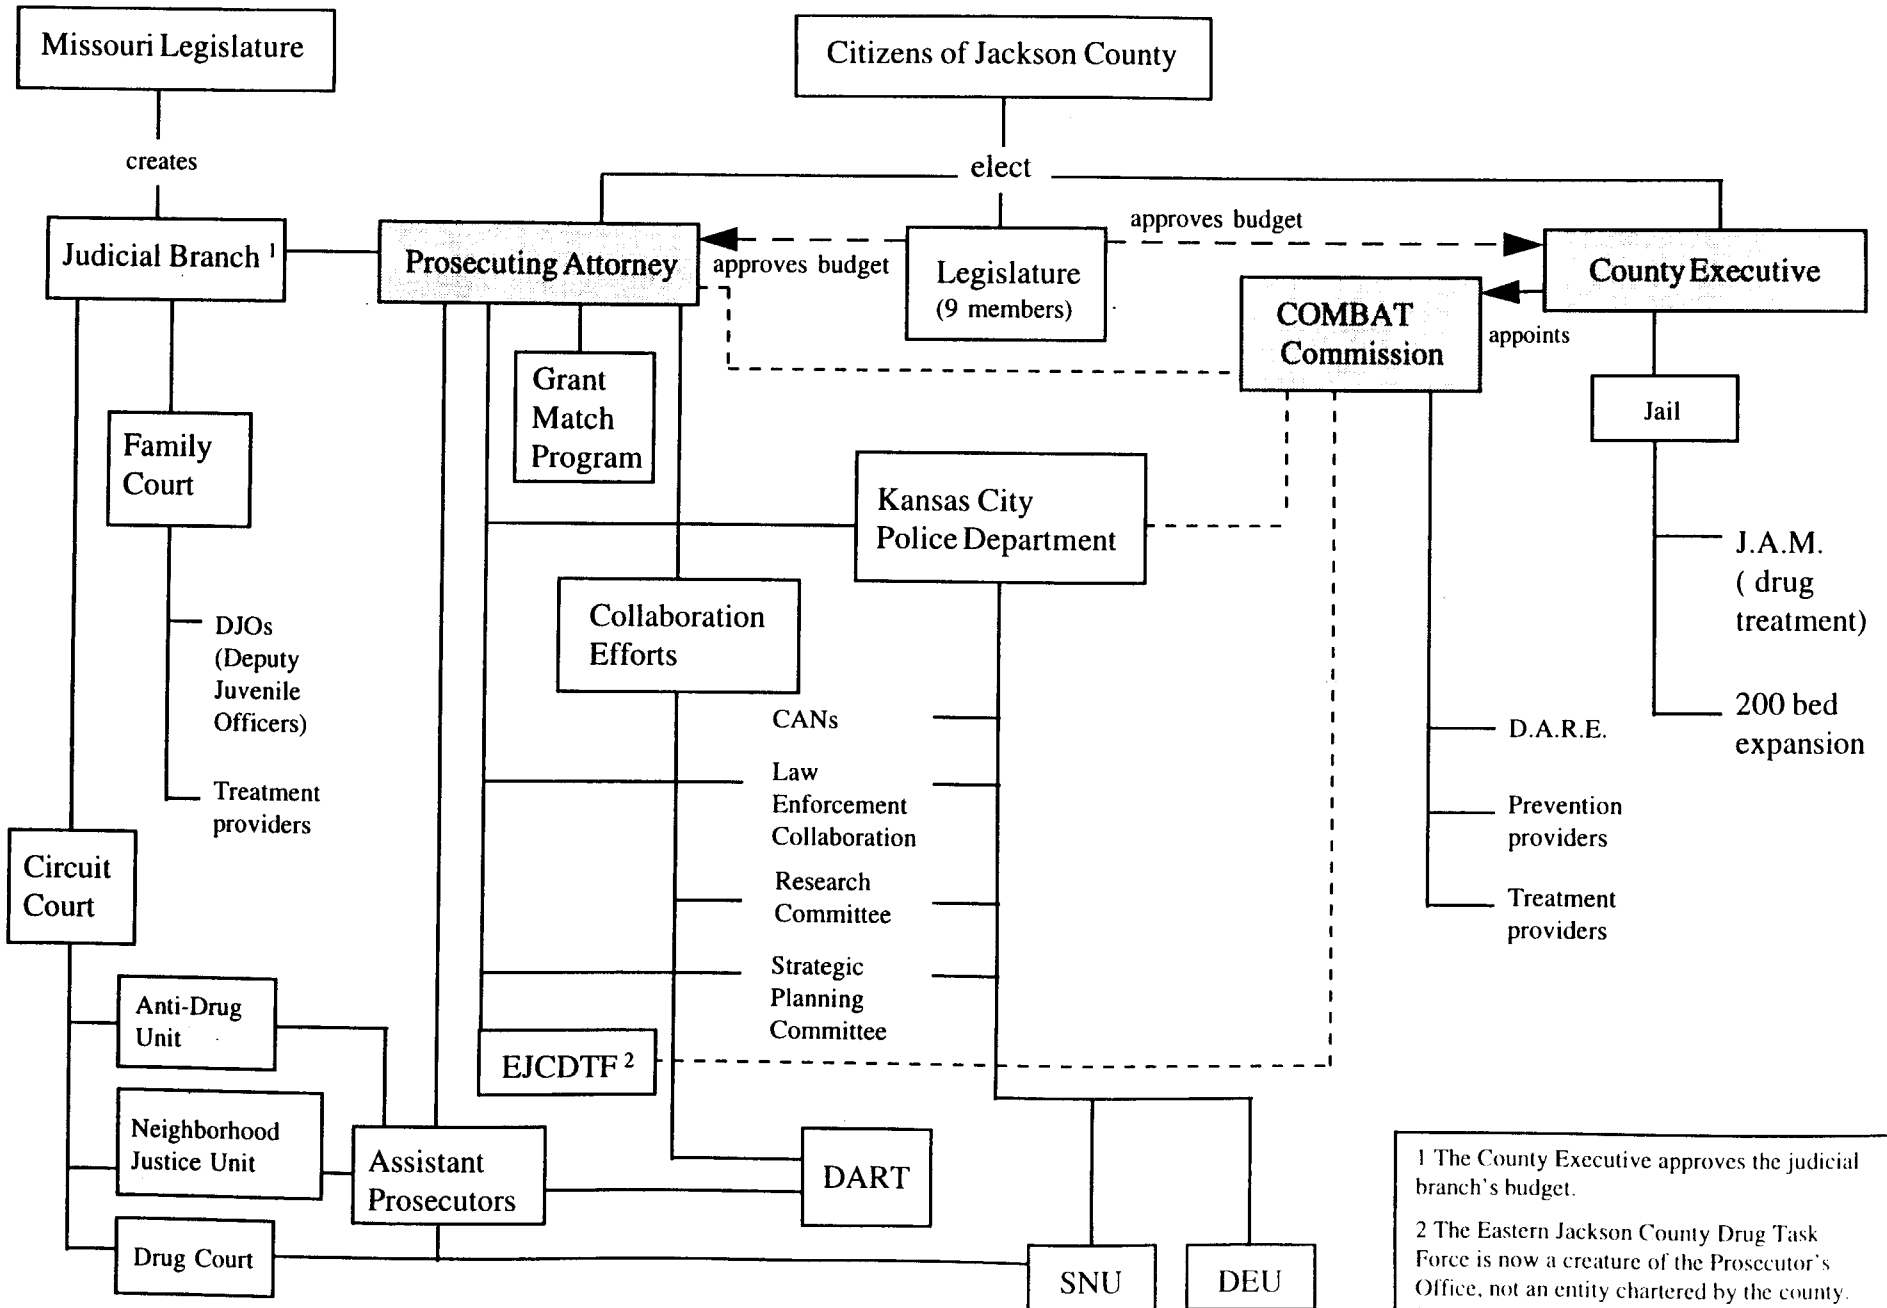 Missouri Legislature
Citizens of Jackson County
creates
elect
approves budget
Judicial Branch 1
Prosecuting Attorney
approves budget
Legislature
(9 members)
County Executive
COMBAT
Commission
appoints
Grant
Match
Program
Jail
Family
Court
Kansas City
Police Department
J.A.M.
( drug
treatment)
Collaboration
Efforts
DJOs
(Deputy
Juvenile
Officers)
CANs
200 bed
expansion
D.A.R.E.
Law
Enforcement
Collaboration
Treatment
providers
Prevention
providers
Circuit
Court
Research
Committee
Treatment
providers
Strategic
Planning
Committee
Anti-Drug
Unit
EJCDTF 2
Neighborhood
Justice Unit
Assistant
Prosecutors
DART
Drug Court
SNU
DEU
1 The County Executive approves the judicial
branch's budget.
2 The Eastern Jackson County Drug Task
Force is now a creature of the Prosecutor's
Office, not an entity chartered by the county.